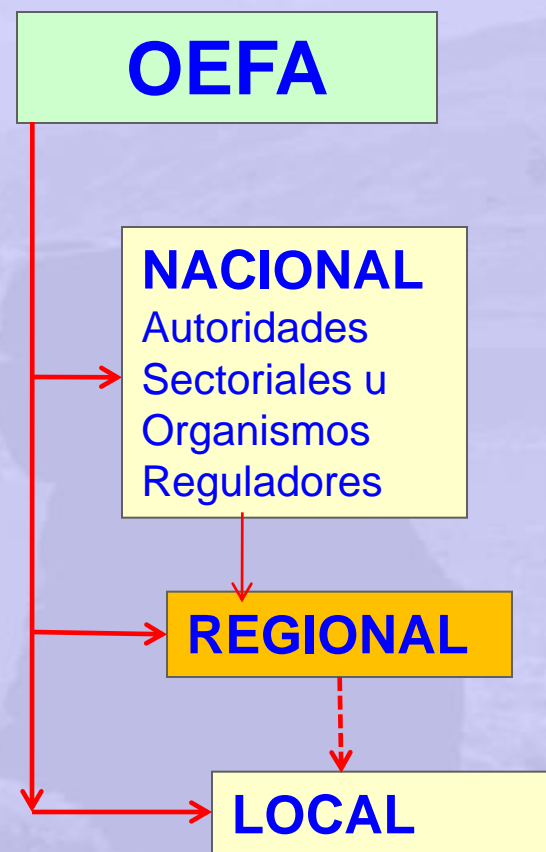 OEFA
NACIONAL
Autoridades
Sectoriales u
Organismos
Reguladores
REGIONAL
LOCAL